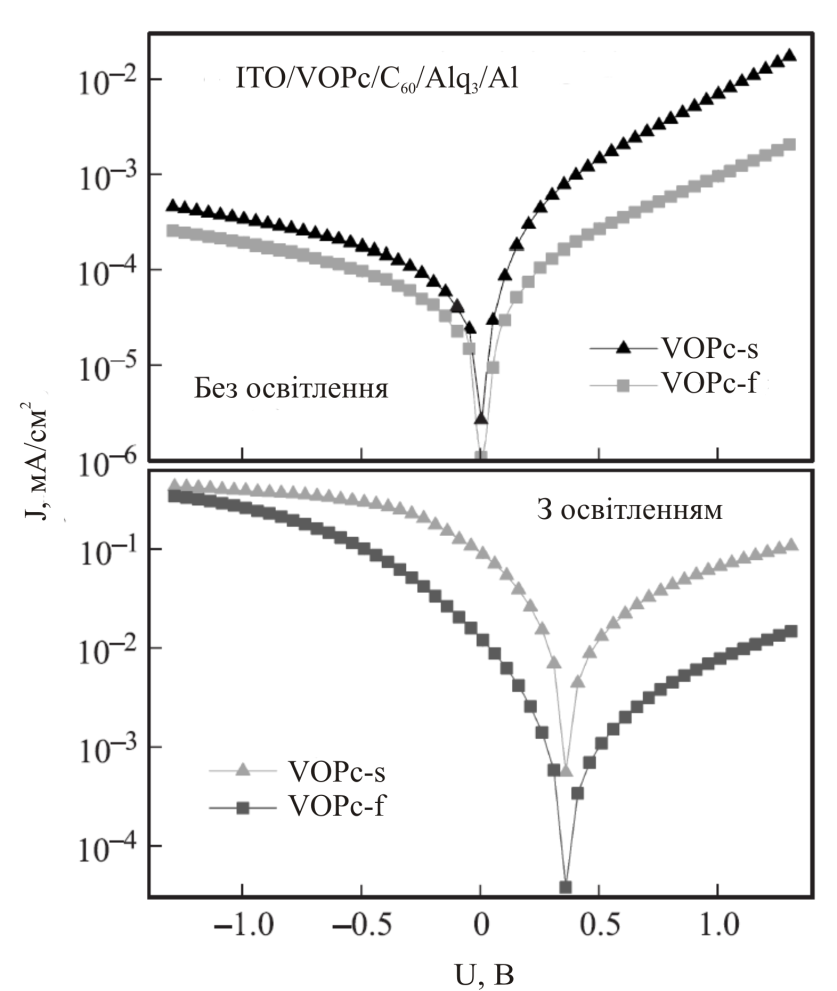 ITO/VOPc/C₆₀/Alq₃/Al
10⁻²
10⁻³
10⁻⁴
10⁻⁵
10⁻⁶
VOPc-s
VOPc-f
Без освітлення
J, мА/см²
З освітленням
10⁻¹
10⁻²
10⁻³
10⁻⁴
VOPc-s
VOPc-f
−1.0 −0.5 0 0.5 1.0
U, В